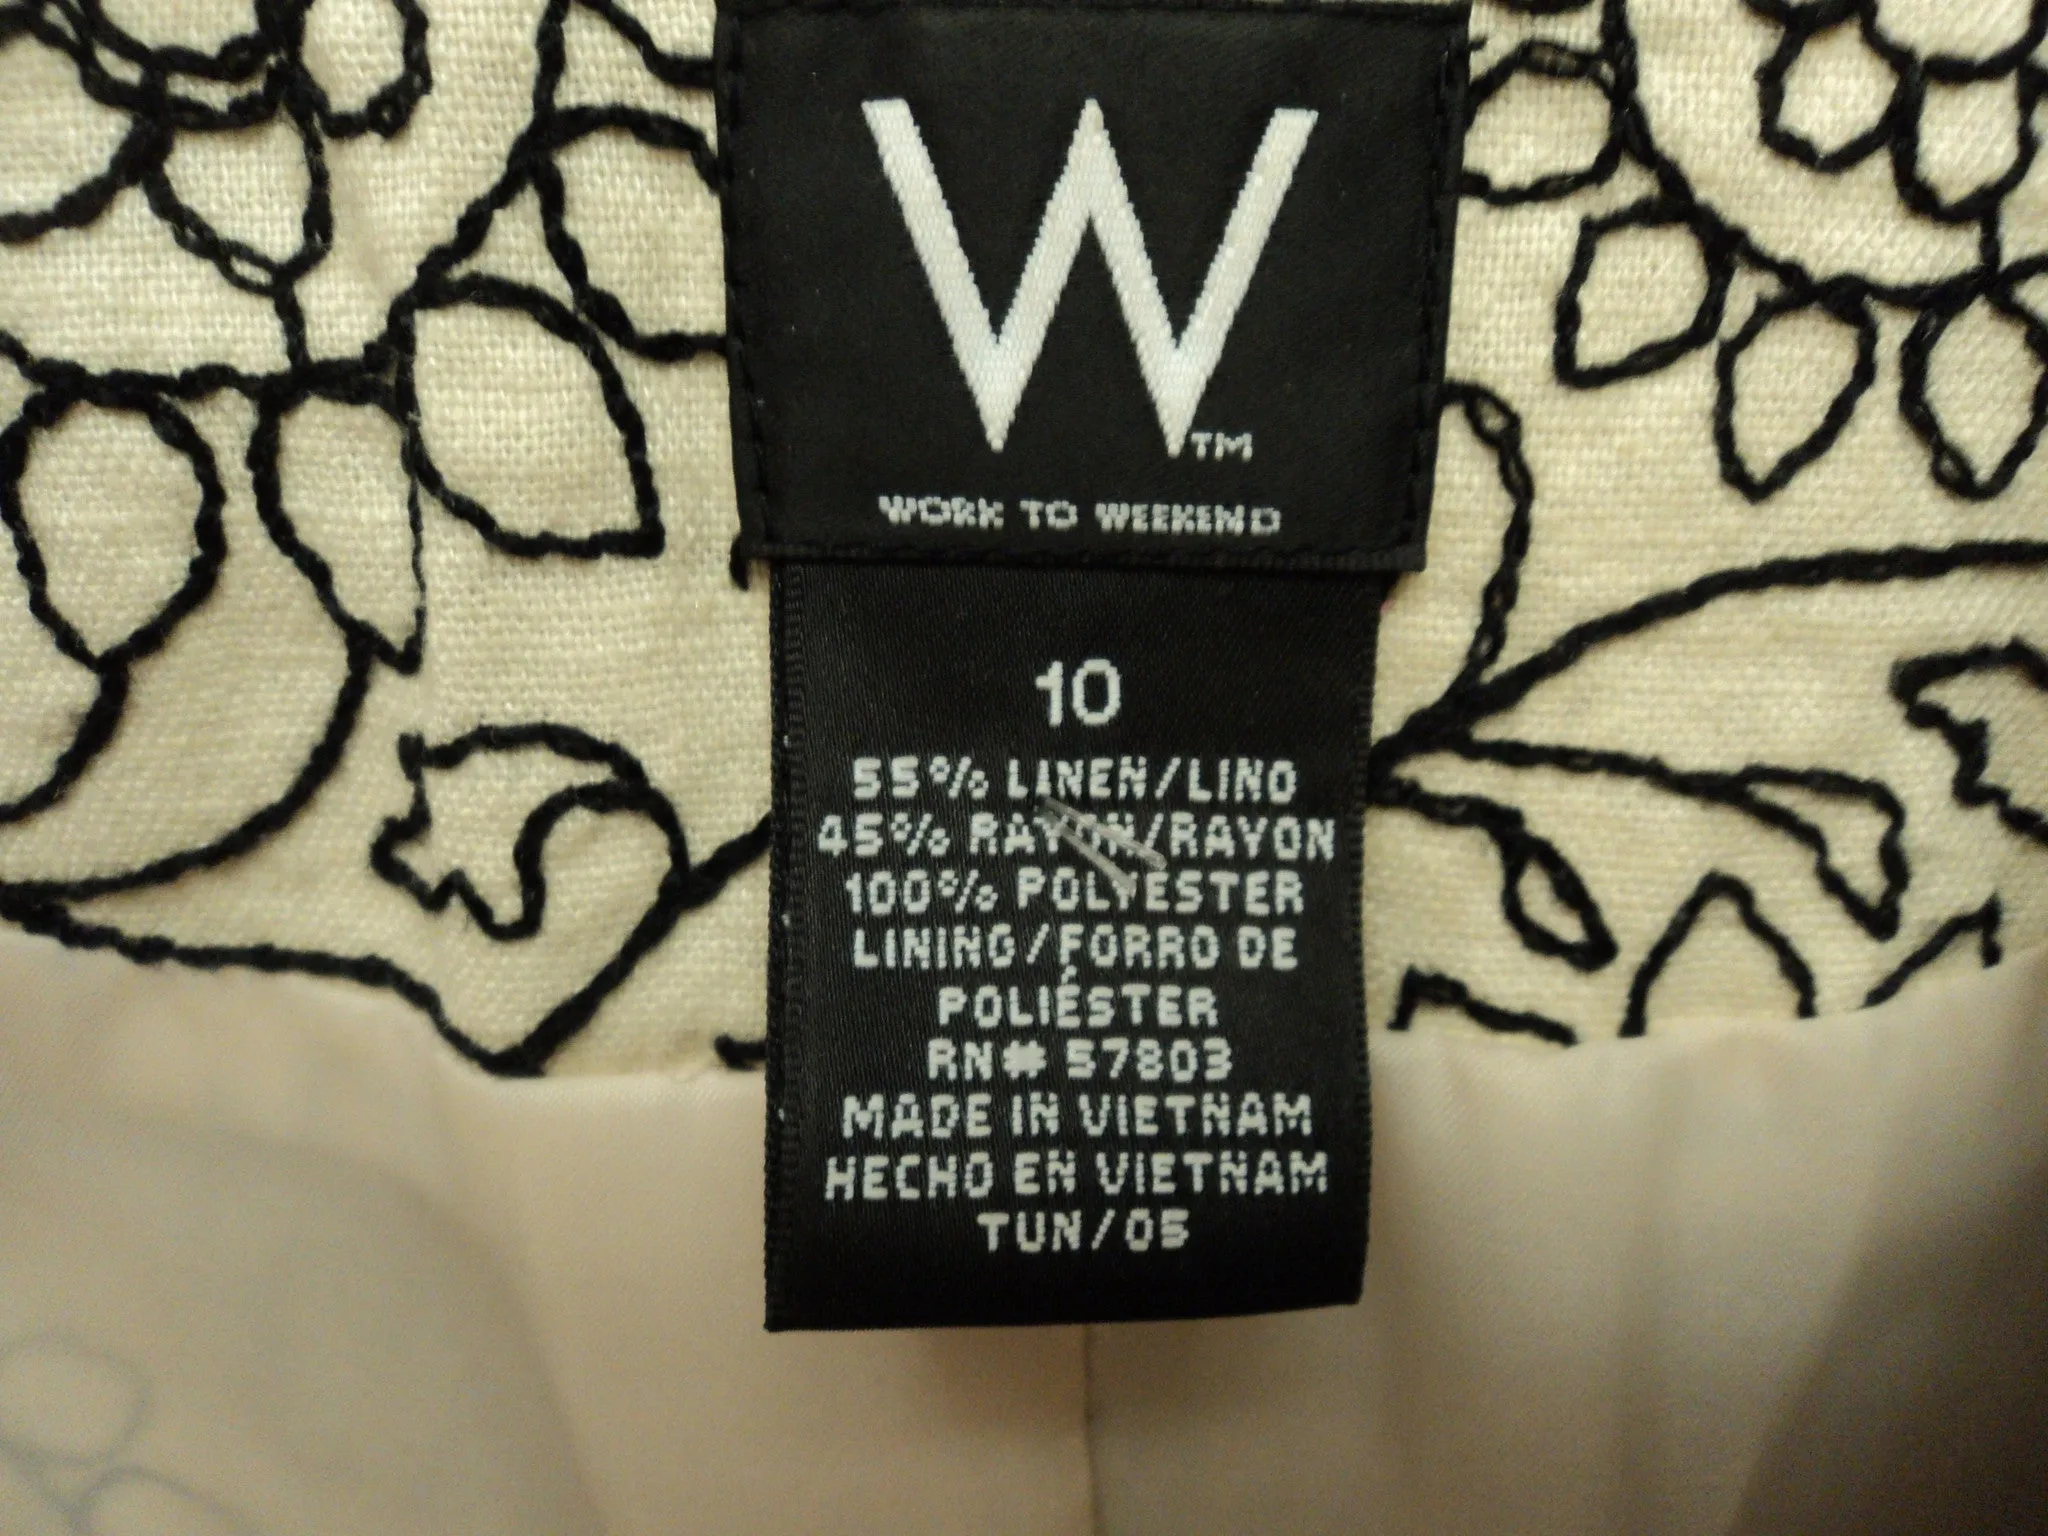 W™
WORK TO WEEKEND
10
55% LINEN/LINO
45% RAYON/RAYON
100% POLYESTER
LINING/FORRO DE
POLIÉSTER
RN# 57803
MADE IN VIETNAM
HECHO EN VIETNAM
TUN/05